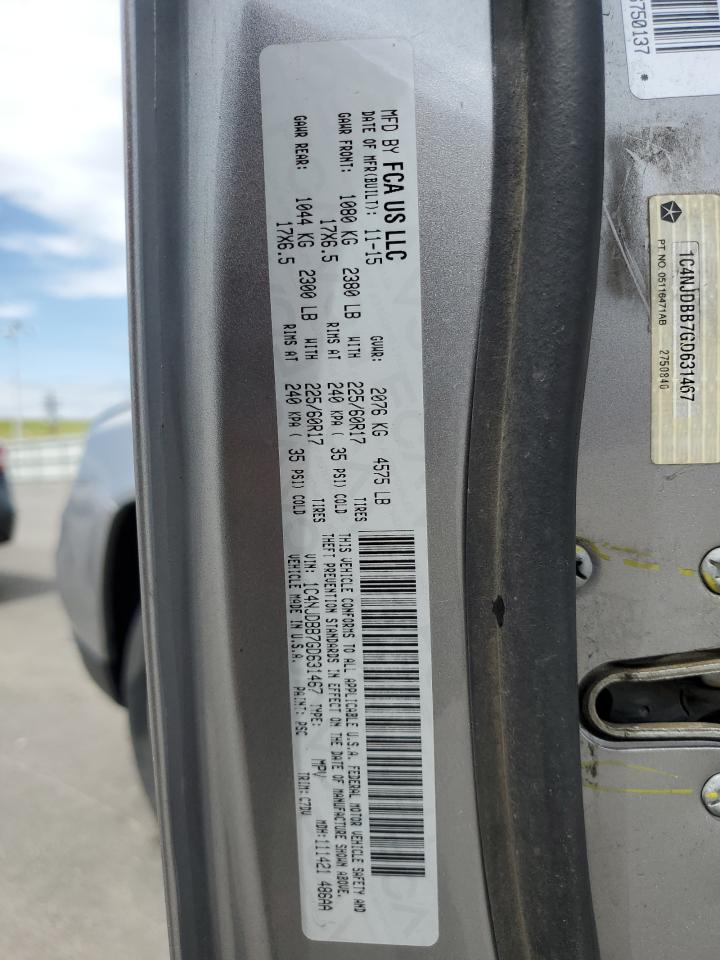 MFD BY FCA US LLC
DATE OF MFR(BUILT): 11-15 GVWR: 2076 KG 4575 LB
GAWR FRONT: 1080 KG 2380 LB WITH 225/60R17 TIRES
17X6.5 RIMS AT 240 KPA ( 35 PSI) COLD
GAWR REAR: 1044 KG 2300 LB WITH 225/60R17 TIRES
17X6.5 RIMS AT 240 KPA ( 35 PSI) COLD
THIS VEHICLE CONFORMS TO ALL APPLICABLE U.S.A. FEDERAL MOTOR VEHICLE SAFETY AND
THEFT PREVENTION STANDARDS IN EFFECT ON THE DATE OF MANUFACTURE SHOWN ABOVE.
VIN: 1C4NJDBB7GD631467 TYPE: MPV MDH:111421 486AA
VEHICLE MADE IN U.S.A. PAINT: PSC TRIM: C7DV
750137 *
1C4NJDBB7GD631467
PT. NO. 05116471AB 2750840